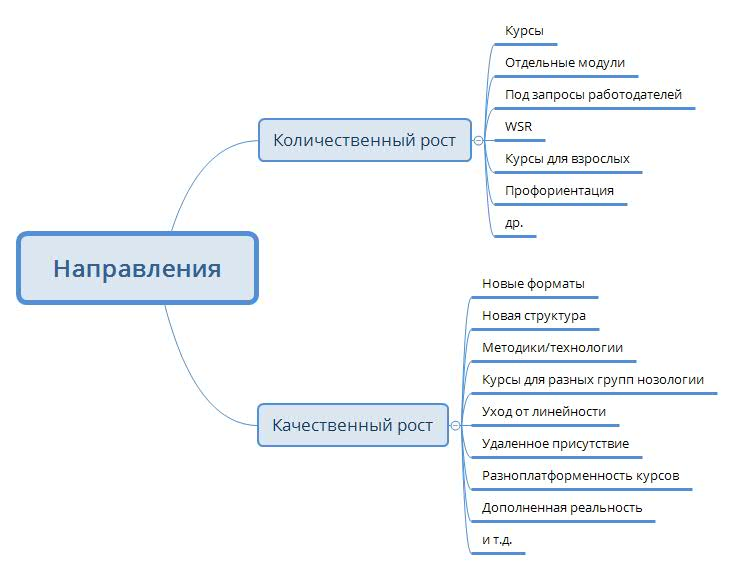 Направления
Количественный рост
Курсы
Отдельные модули
Под запросы работодателей
WSR
Курсы для взрослых
Профориентация
др.
Качественный рост
Новые форматы
Новая структура
Методики/технологии
Курсы для разных групп нозологии
Уход от линейности
Удаленное присутствие
Разноплатформенность курсов
Дополненная реальность
и т.д.